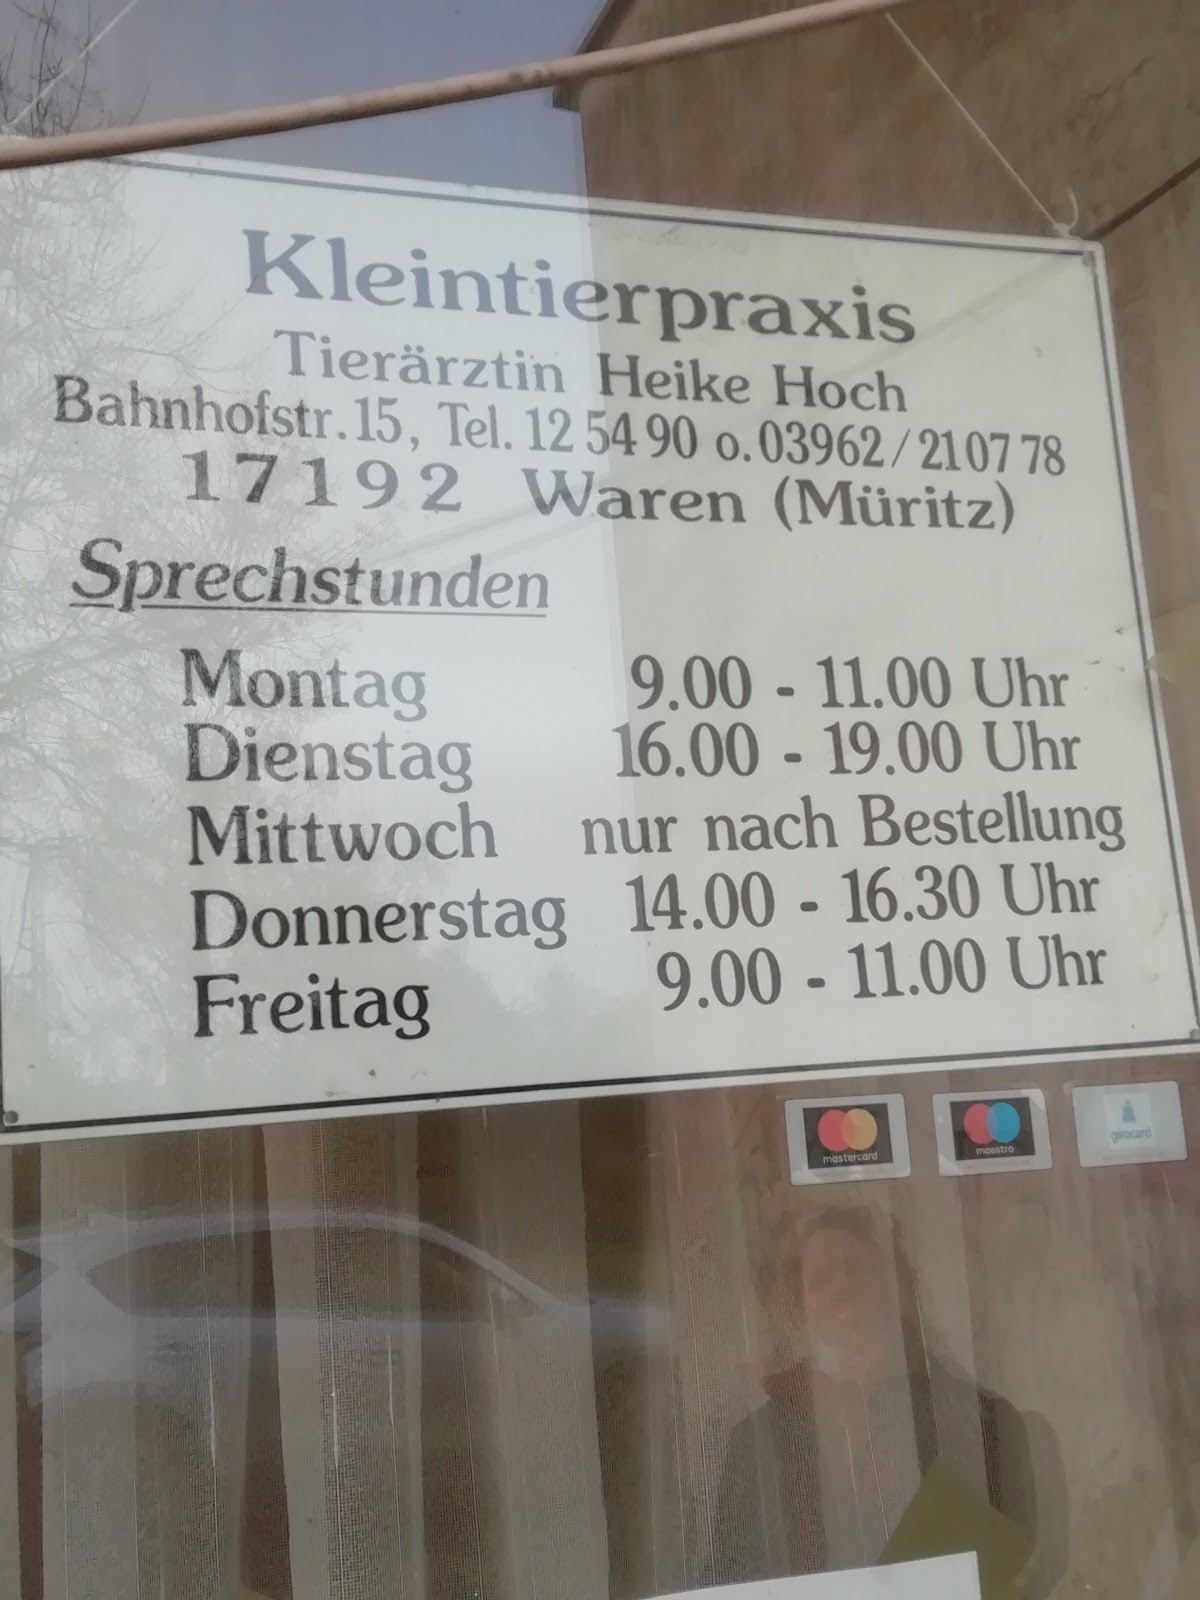 Kleintierpraxis
Tierärztin Heike Hoch
Bahnhofstr. 15, Tel. 12 54 90 o. 03962/210778
17192 Waren (Müritz)
Sprechstunden
Montag 9.00 - 11.00 Uhr
Dienstag 16.00 - 19.00 Uhr
Mittwoch nur nach Bestellung
Donnerstag 14.00 - 16.30 Uhr
Freitag 9.00 - 11.00 Uhr
mastercard
maestro
girocard